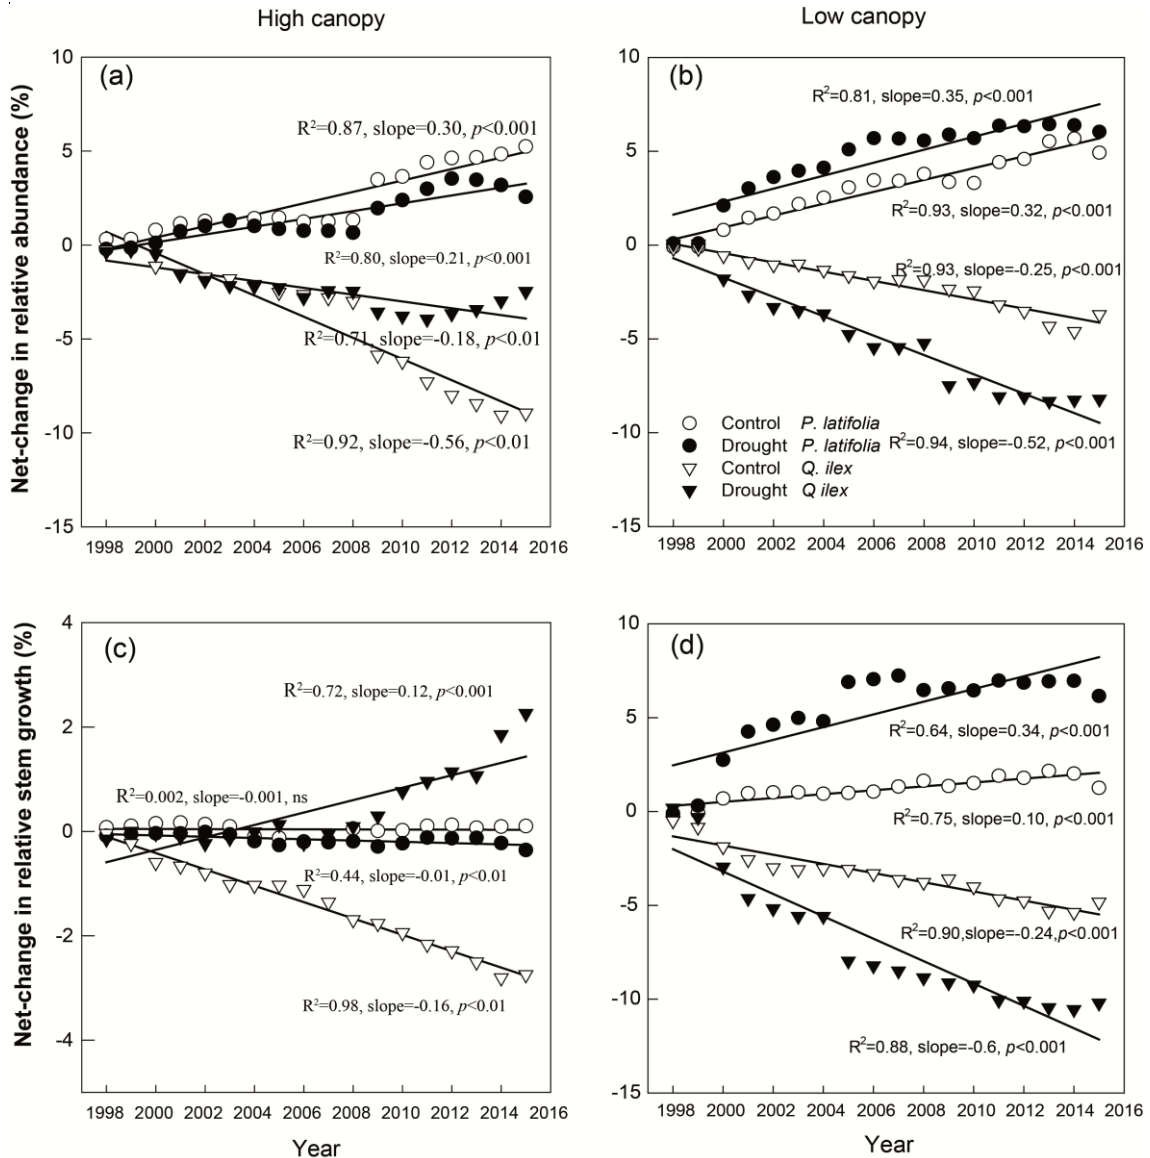 High canopy
Low canopy
Net-change in relative abundance (%)
(a)
10
5
0
-5
-10
-15
R²=0.87, slope=0.30, p<0.001
R²=0.80, slope=0.21, p<0.001
R²=0.71, slope=-0.18, p<0.01
R²=0.92, slope=-0.56, p<0.01
1998 2000 2002 2004 2006 2008 2010 2012 2014 2016
(b)
10
5
0
-5
-10
-15
R²=0.81, slope=0.35, p<0.001
R²=0.93, slope=0.32, p<0.001
R²=0.93, slope=-0.25, p<0.001
Control P. latifolia
Drought P. latifolia
Control Q. ilex
Drought Q ilex
R²=0.94, slope=-0.52, p<0.001
1998 2000 2002 2004 2006 2008 2010 2012 2014 2016
Net-change in relative stem growth (%)
(c)
4
2
0
-2
-4
R²=0.72, slope=0.12, p<0.001
R²=0.002, slope=-0.001, ns
R²=0.44, slope=-0.01, p<0.01
R²=0.98, slope=-0.16, p<0.01
1998 2000 2002 2004 2006 2008 2010 2012 2014 2016
Year
(d)
10
5
0
-5
-10
-15
R²=0.64, slope=0.34, p<0.001
R²=0.75, slope=0.10, p<0.001
R²=0.90,slope=-0.24,p<0.001
R²=0.88, slope=-0.6, p<0.001
1998 2000 2002 2004 2006 2008 2010 2012 2014 2016
Year